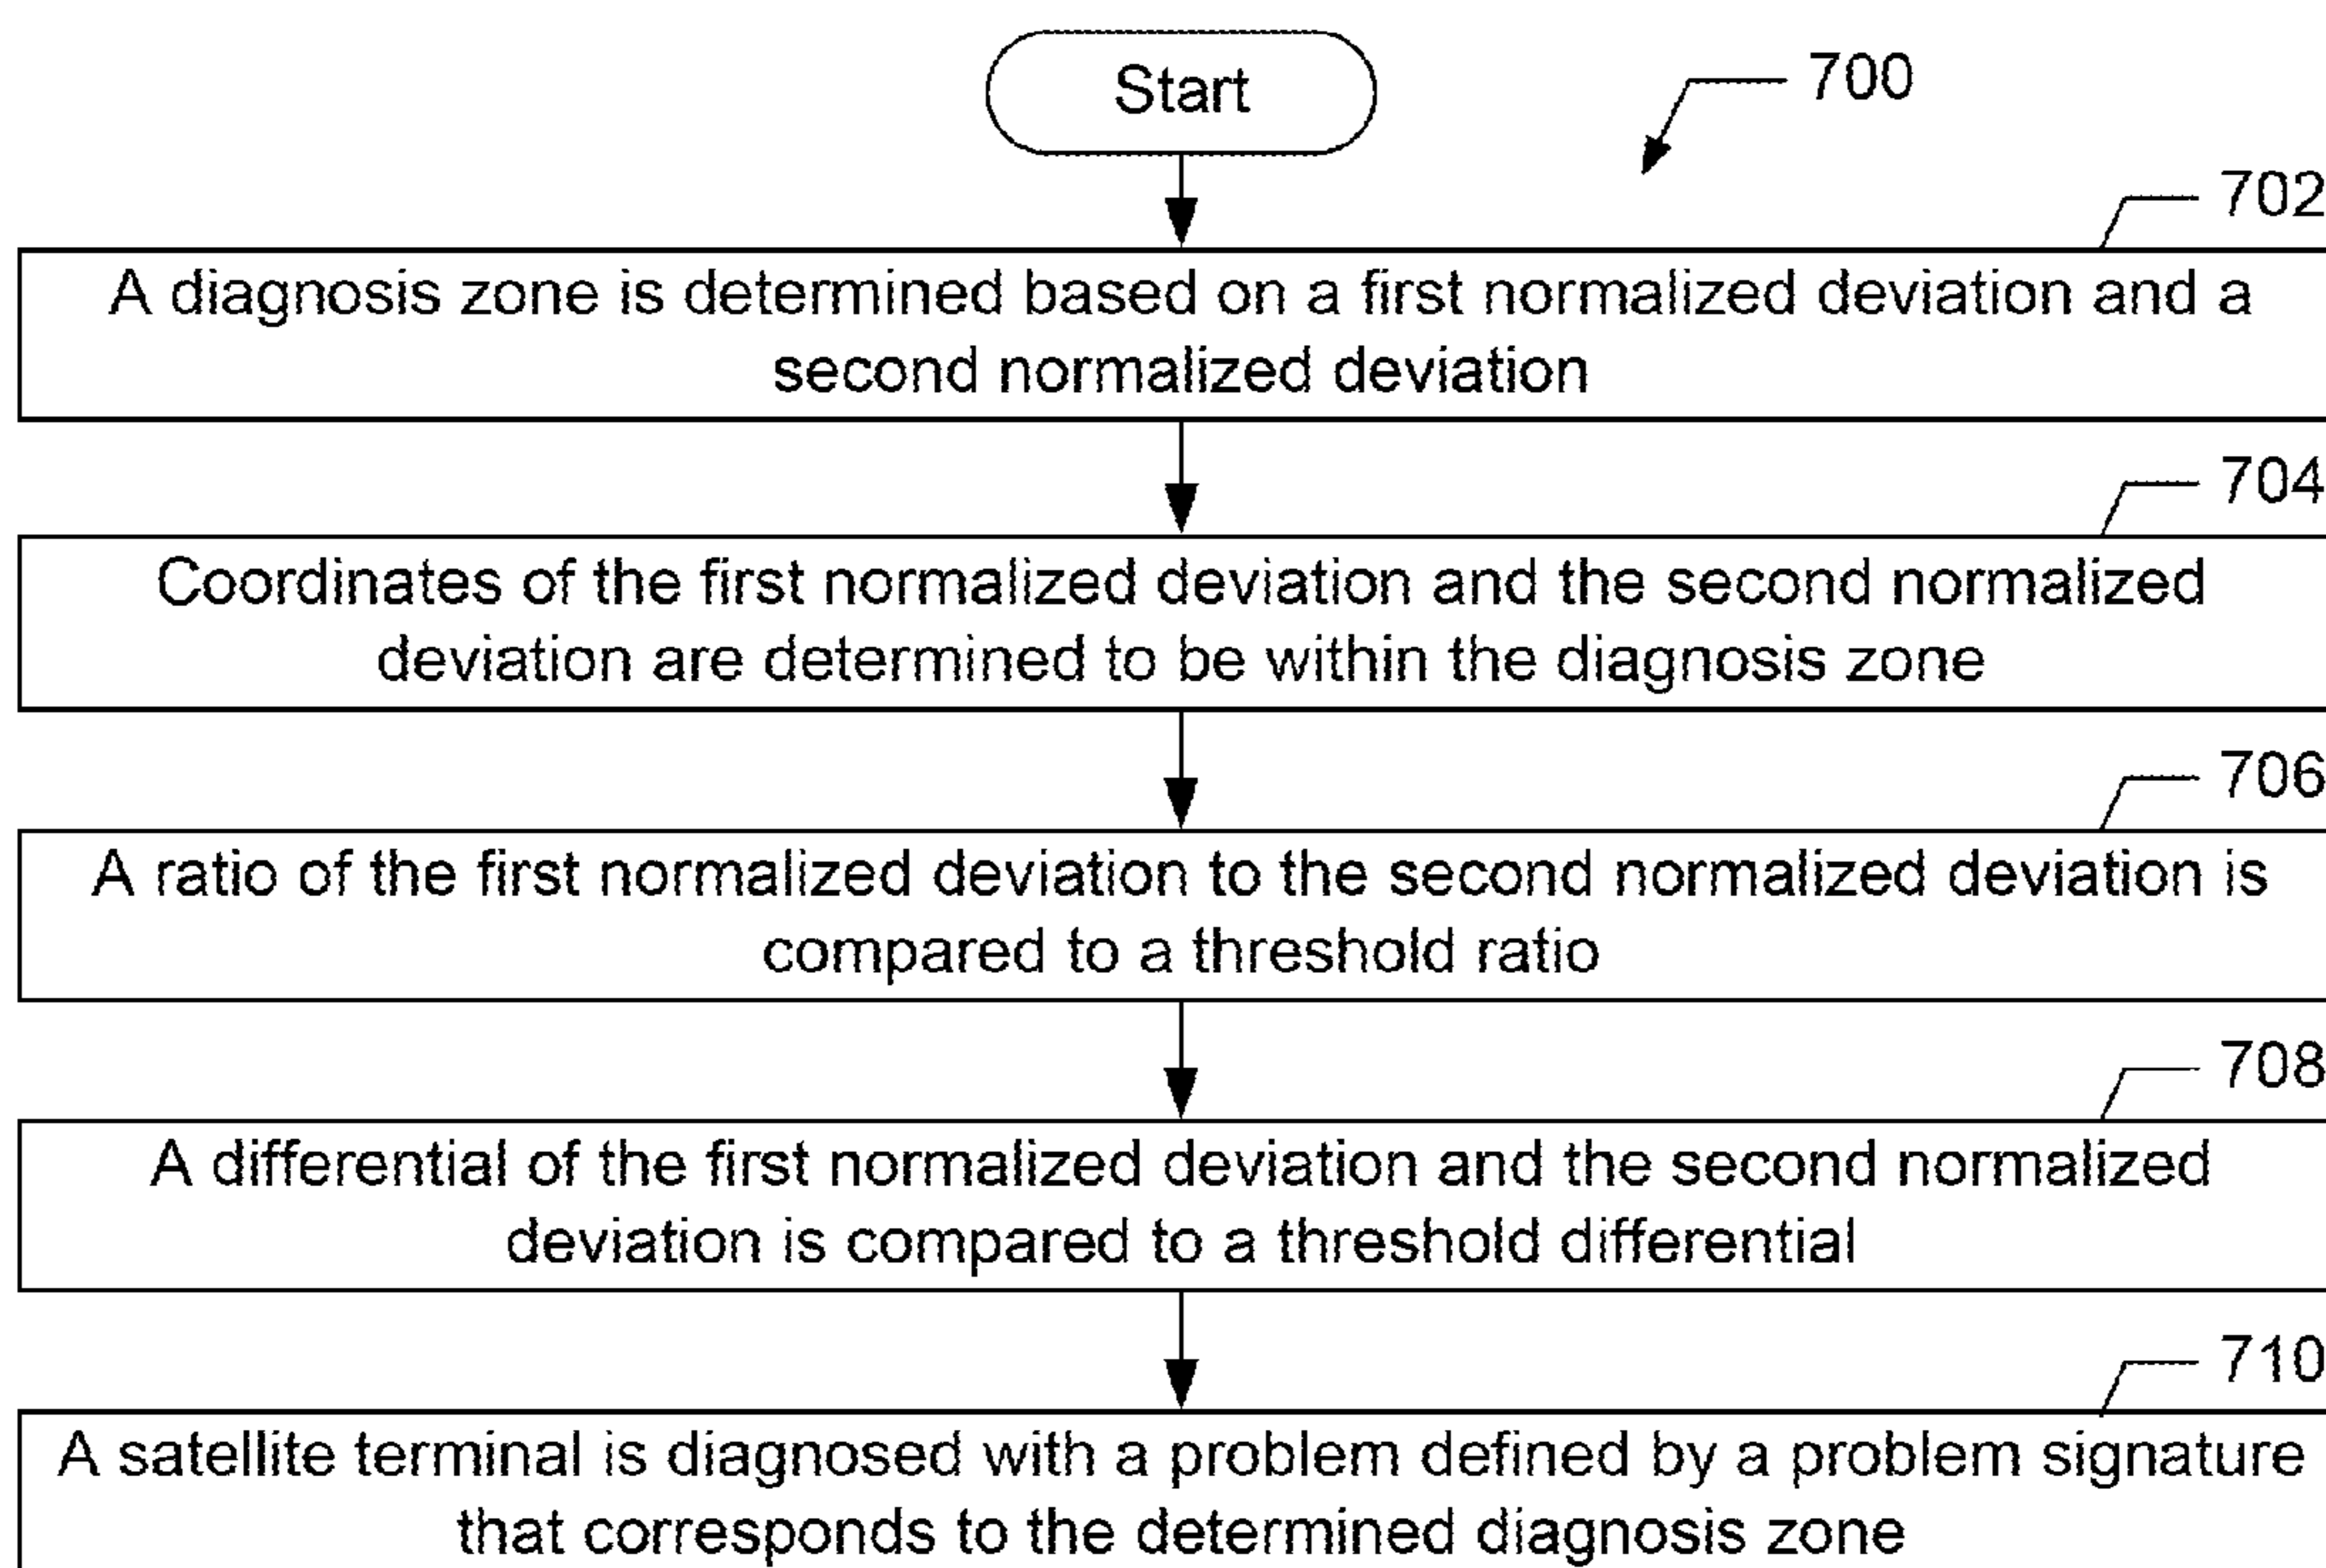 Start
700
702
A diagnosis zone is determined based on a first normalized deviation and a
second normalized deviation
704
Coordinates of the first normalized deviation and the second normalized
deviation are determined to be within the diagnosis zone
706
A ratio of the first normalized deviation to the second normalized deviation is
compared to a threshold ratio
708
A differential of the first normalized deviation and the second normalized
deviation is compared to a threshold differential
710
A satellite terminal is diagnosed with a problem defined by a problem signature
that corresponds to the determined diagnosis zone